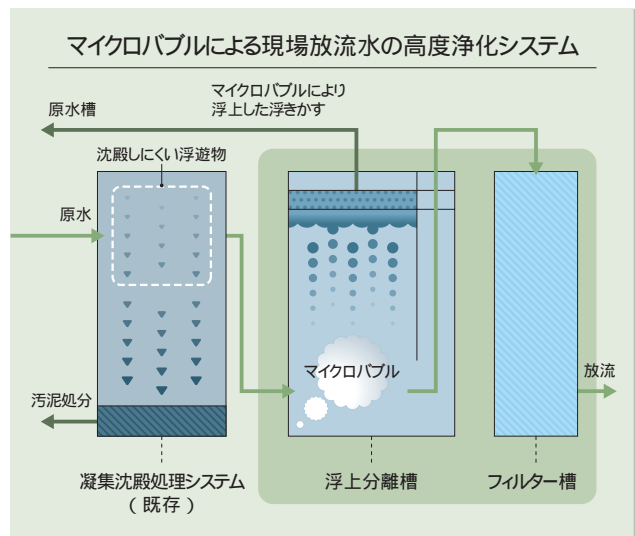 マイクロバブルによる現場放流水の高度浄化システム
マイクロバブルにより
浮上した浮きかす
原水槽
沈殿しにくい浮遊物
原水
マイクロバブル
放流
汚泥処分
凝集沈殿処理システム
(既存)
浮上分離槽
フィルター槽